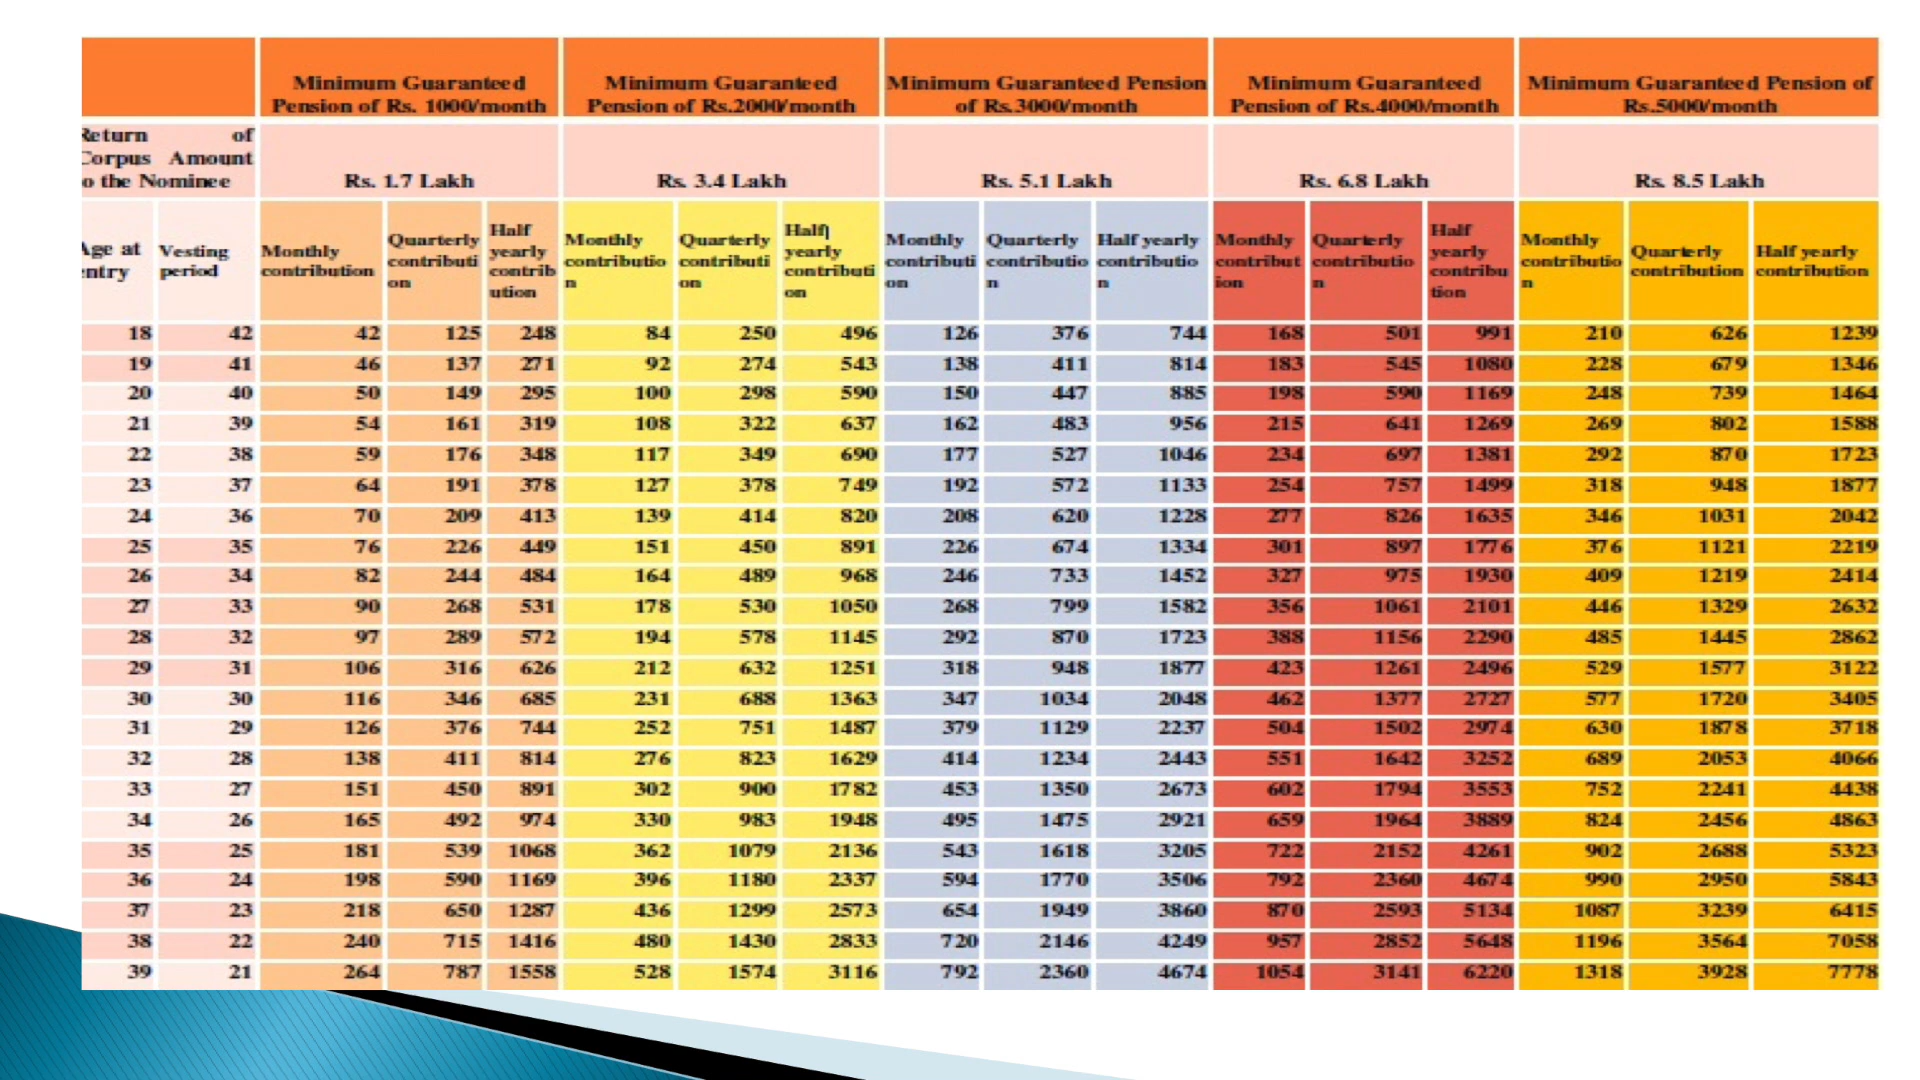 Minimum Guaranteed Pension of Rs. 1000/month Minimum Guaranteed Pension of Rs.2000/month Minimum Guaranteed Pension of Rs.3000/month Minimum Guaranteed Pension of Rs.4000/month Minimum Guaranteed Pension of Rs.5000/month
Return of Corpus Amount o the Nominee Rs. 1.7 Lakh Rs. 3.4 Lakh Rs. 5.1 Lakh Rs. 6.8 Lakh Rs. 8.5 Lakh
Age at entry Vesting period Monthly contribution Quarterly contribution Half yearly contribution Monthly contribution Quarterly contribution Half yearly contribution Monthly contribution Quarterly contribution Half yearly contribution Monthly contribution Quarterly contribution Half yearly contribution Monthly contribution Quarterly contribution Half yearly contribution
18 42 42 125 248 84 250 496 126 376 744 168 501 991 210 626 1239
19 41 46 137 271 92 274 543 138 411 814 183 545 1080 228 679 1346
20 40 50 149 295 100 298 590 150 447 885 198 590 1169 248 739 1464
21 39 54 161 319 108 322 637 162 483 956 215 641 1269 269 802 1588
22 38 59 176 348 117 349 690 177 527 1046 234 697 1381 292 870 1723
23 37 64 191 378 127 378 749 192 572 1133 254 757 1499 318 948 1877
24 36 70 209 413 139 414 820 208 620 1228 277 826 1635 346 1031 2042
25 35 76 226 449 151 450 891 226 674 1334 301 897 1776 376 1121 2219
26 34 82 244 484 164 489 968 246 733 1452 327 975 1930 409 1219 2414
27 33 90 268 531 178 530 1050 268 799 1582 356 1061 2101 446 1329 2632
28 32 97 289 572 194 578 1145 292 870 1723 388 1156 2290 485 1445 2862
29 31 106 316 626 212 632 1251 318 948 1877 423 1261 2496 529 1577 3122
30 30 116 346 685 231 688 1363 347 1034 2048 462 1377 2727 577 1720 3405
31 29 126 376 744 252 751 1487 379 1129 2237 504 1502 2974 630 1878 3718
32 28 138 411 814 276 823 1629 414 1234 2443 551 1642 3252 689 2053 4066
33 27 151 450 891 302 900 1782 453 1350 2673 602 1794 3553 752 2241 4438
34 26 165 492 974 330 983 1948 495 1475 2921 659 1964 3889 824 2456 4863
35 25 181 539 1068 362 1079 2136 543 1618 3205 722 2152 4261 902 2688 5323
36 24 198 590 1169 396 1180 2337 594 1770 3506 792 2360 4674 990 2950 5843
37 23 218 650 1287 436 1299 2573 654 1949 3860 870 2593 5134 1087 3239 6415
38 22 240 715 1416 480 1430 2833 720 2146 4249 957 2852 5648 1196 3564 7058
39 21 264 787 1558 528 1574 3116 792 2360 4674 1054 3141 6220 1318 3928 7778